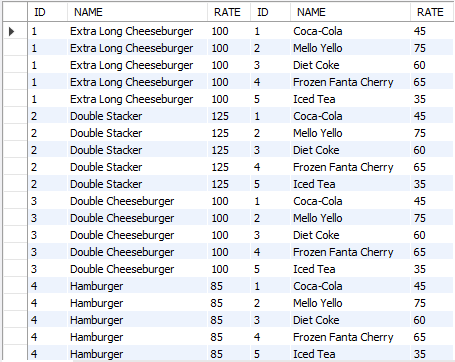 ID NAME RATE ID NAME RATE
1 Extra Long Cheeseburger 100 1 Coca-Cola 45
1 Extra Long Cheeseburger 100 2 Mello Yello 75
1 Extra Long Cheeseburger 100 3 Diet Coke 60
1 Extra Long Cheeseburger 100 4 Frozen Fanta Cherry 65
1 Extra Long Cheeseburger 100 5 Iced Tea 35
2 Double Stacker 125 1 Coca-Cola 45
2 Double Stacker 125 2 Mello Yello 75
2 Double Stacker 125 3 Diet Coke 60
2 Double Stacker 125 4 Frozen Fanta Cherry 65
2 Double Stacker 125 5 Iced Tea 35
3 Double Cheeseburger 100 1 Coca-Cola 45
3 Double Cheeseburger 100 2 Mello Yello 75
3 Double Cheeseburger 100 3 Diet Coke 60
3 Double Cheeseburger 100 4 Frozen Fanta Cherry 65
3 Double Cheeseburger 100 5 Iced Tea 35
4 Hamburger 85 1 Coca-Cola 45
4 Hamburger 85 2 Mello Yello 75
4 Hamburger 85 3 Diet Coke 60
4 Hamburger 85 4 Frozen Fanta Cherry 65
4 Hamburger 85 5 Iced Tea 35